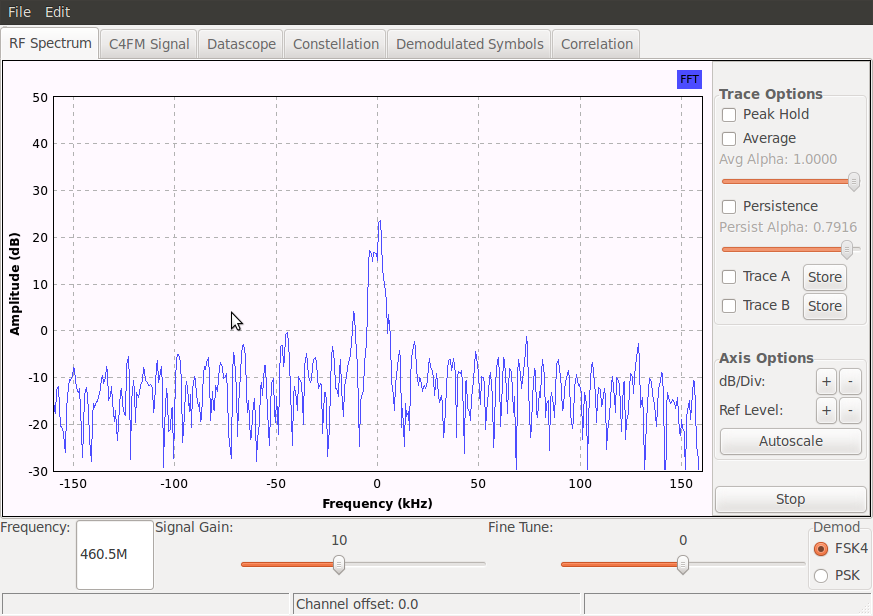 File Edit
RF Spectrum C4FM Signal Datascope Constellation Demodulated Symbols Correlation
FFT
50
40
30
20
10
0
-10
-20
-30
Amplitude (dB)
-150 -100 -50 0 50 100 150
Frequency (kHz)
Trace Options
Peak Hold
Average
Avg Alpha: 1.0000
Persistence
Persist Alpha: 0.7916
Trace A Store
Trace B Store
Axis Options
dB/Div: + -
Ref Level: + -
Autoscale
Stop
Frequency: 460.5M
Signal Gain:
10
Fine Tune:
0
Demod
FSK4
PSK
Channel offset: 0.0